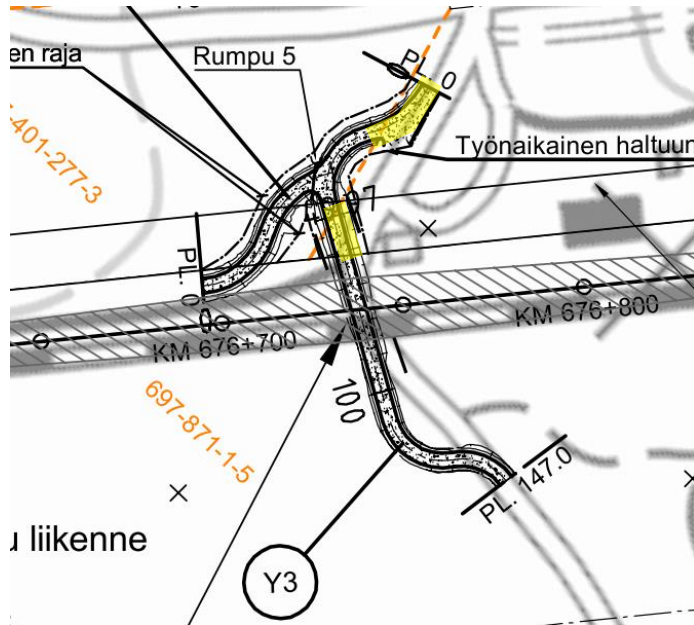 en raja
Rumpu 5
PL. 0
-401-277-3
Työnaikainen haltuun
PL. 0
KM 676+700
KM 676+800
697-871-1-5
100
PL. 147.0
u liikenne
Y3